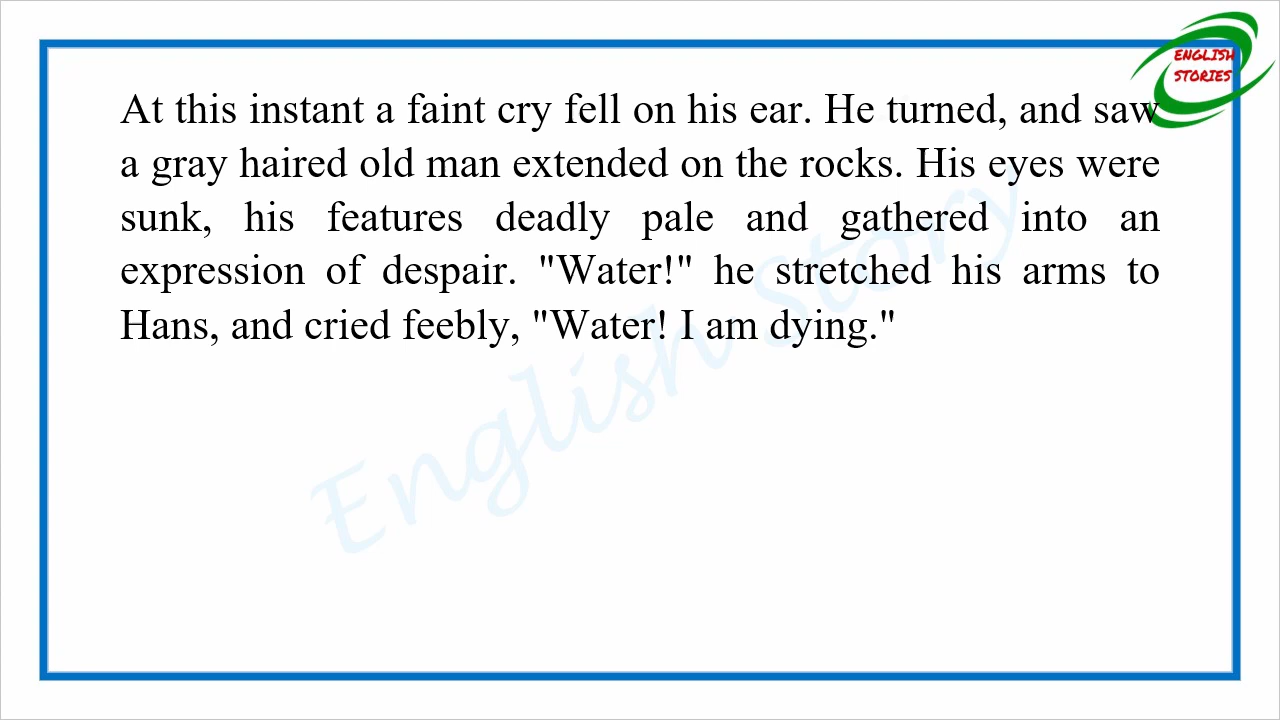 ENGLISH
STORIES
At this instant a faint cry fell on his ear. He turned, and saw
a gray haired old man extended on the rocks. His eyes were
sunk, his features deadly pale and gathered into an
expression of despair. "Water!" he stretched his arms to
Hans, and cried feebly, "Water! I am dying."
English Story